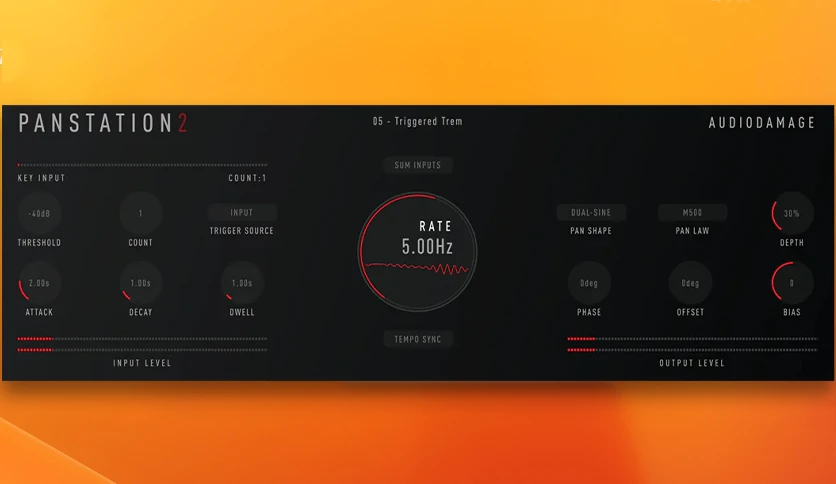 PANSTATION2
05 - Triggered Trem
AUDIODAMAGE
KEY INPUT
COUNT:1
SUM INPUTS
-40dB
1
INPUT
THRESHOLD
COUNT
TRIGGER SOURCE
2.00s
1.00s
1.00s
ATTACK
DECAY
DWELL
INPUT LEVEL
RATE
5.00Hz
TEMPO SYNC
DUAL-SINE
M500
30%
PAN SHAPE
PAN LAW
DEPTH
0deg
0deg
0
PHASE
OFFSET
BIAS
OUTPUT LEVEL